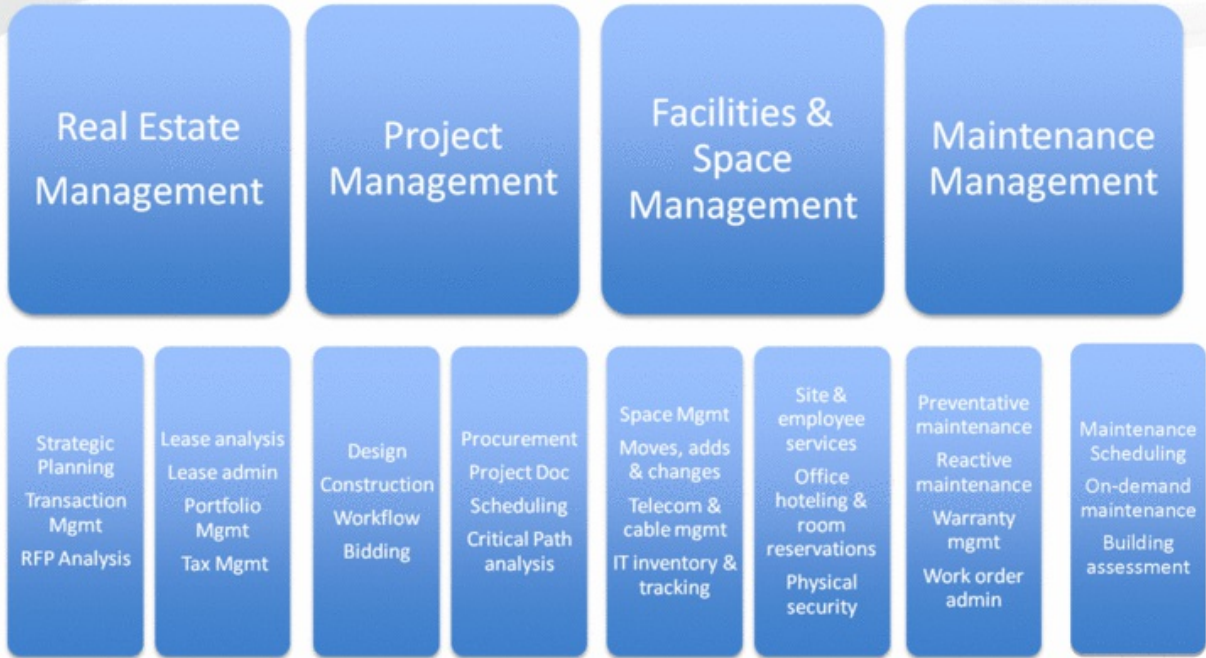 Real Estate
Management
Project
Management
Facilities &
Space
Management
Maintenance
Management
Strategic
Planning
Transaction
Mgmt
RFP Analysis
Lease analysis
Lease admin
Portfolio
Mgmt
Tax Mgmt
Design
Construction
Workflow
Bidding
Procurement
Project Doc
Scheduling
Critical Path
analysis
Space Mgmt
Moves, adds
& changes
Telecom &
cable mgmt
IT inventory &
tracking
Site &
employee
services
Office
hoteling &
room
reservations
Physical
security
Preventative
maintenance
Reactive
maintenance
Warranty
mgmt
Work order
admin
Maintenance
Scheduling
On-demand
maintenance
Building
assessment